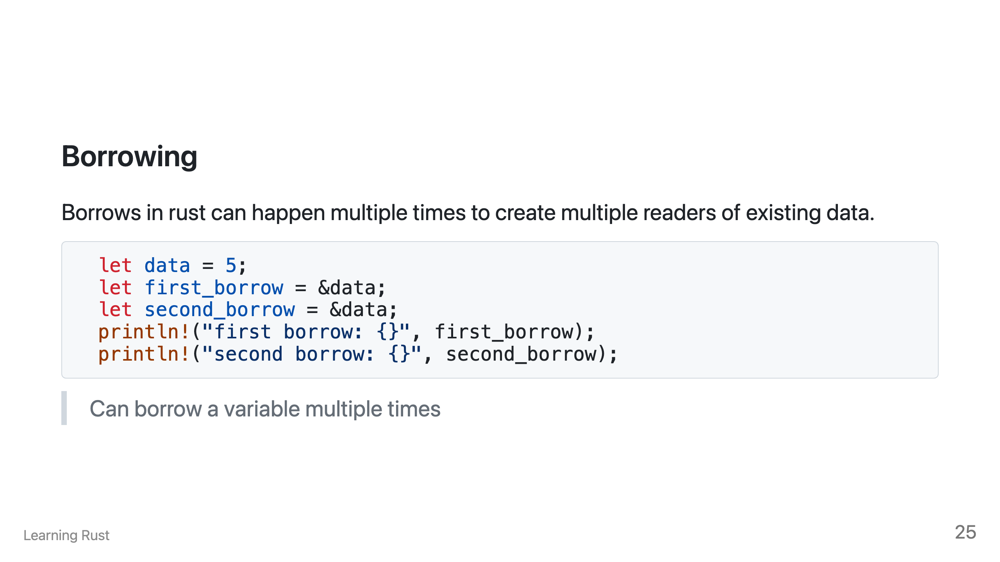 Borrowing
Borrows in rust can happen multiple times to create multiple readers of existing data.
let data = 5;
let first_borrow = &data;
let second_borrow = &data;
println!("first borrow: {}", first_borrow);
println!("second borrow: {}", second_borrow);
Can borrow a variable multiple times
Learning Rust
25